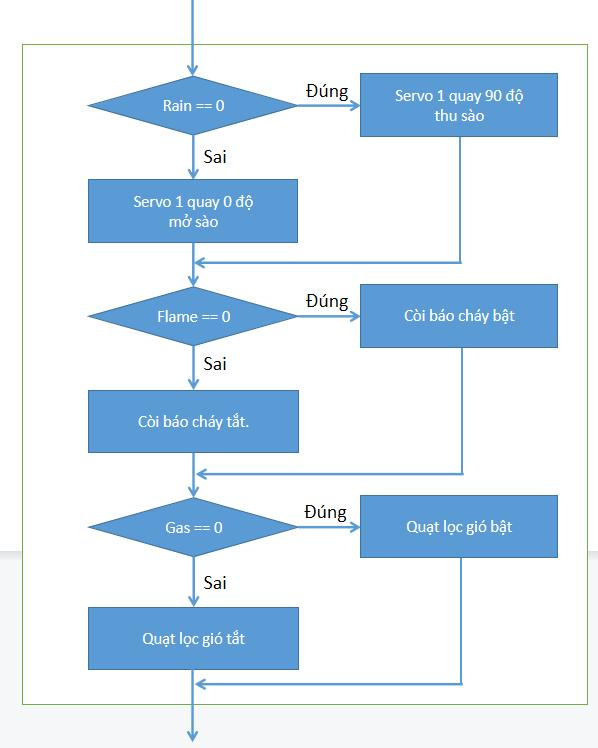 Rain == 0
Đúng
Servo 1 quay 90 độ
thu sào
Sai
Servo 1 quay 0 độ
mở sào
Flame == 0
Đúng
Còi báo cháy bật
Sai
Còi báo cháy tắt.
Gas == 0
Đúng
Quạt lọc gió bật
Sai
Quạt lọc gió tắt